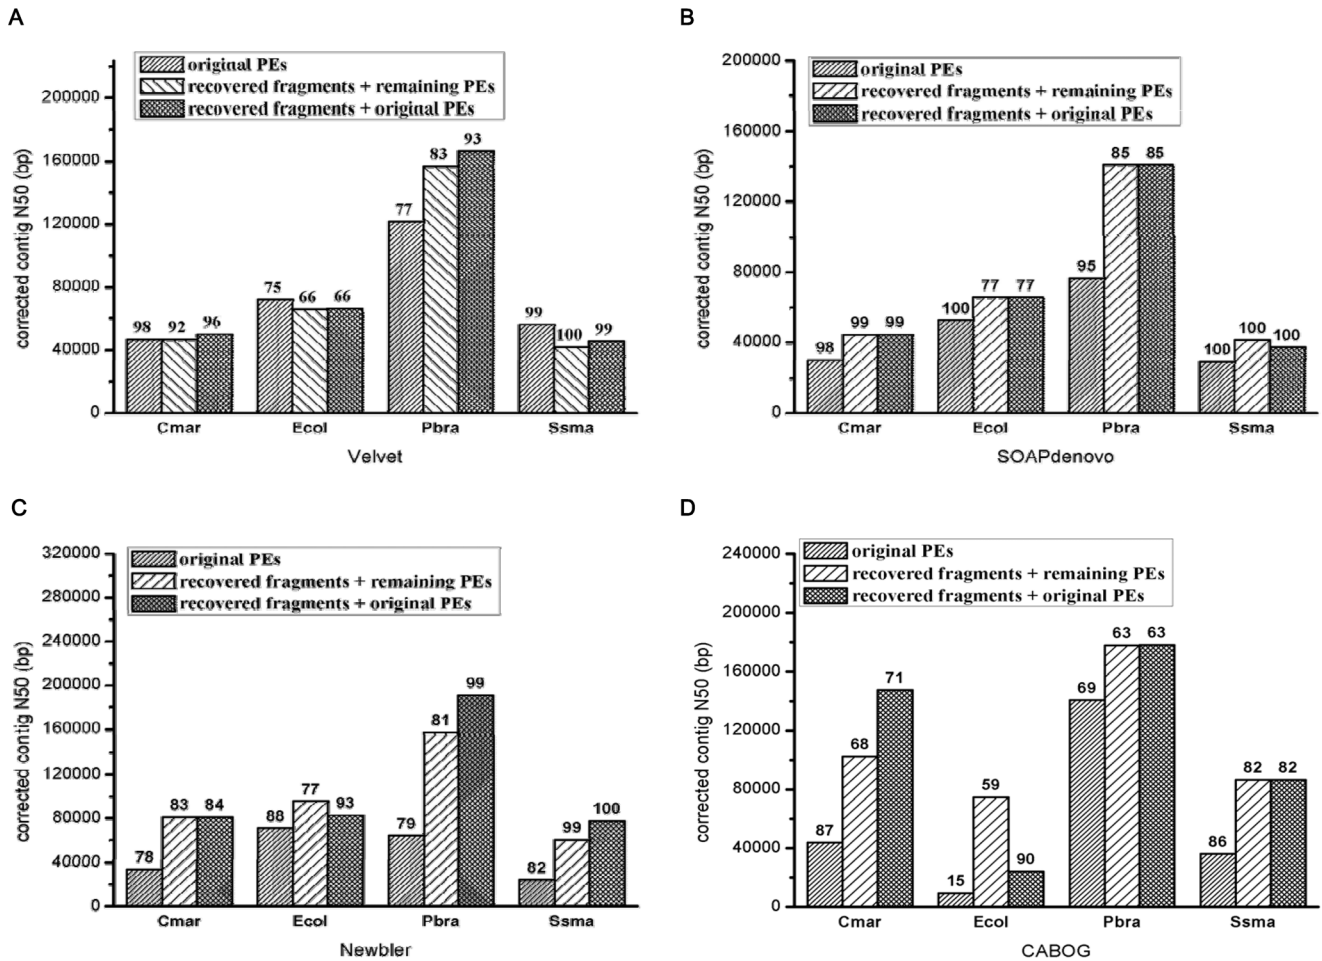 A
original PEs
recovered fragments + remaining PEs
recovered fragments + original PEs
corrected contig N50 (bp)
200000
160000
120000
80000
40000
0
98 92 96
75 66 66
77 83 93
99 100 99
Cmar Ecol Pbra Ssma
Velvet
B
original PEs
recovered fragments + remaining PEs
recovered fragments + original PEs
corrected contig N50 (bp)
200000
160000
120000
80000
40000
0
98 99 99
100 77 77
95 85 85
100 100 100
Cmar Ecol Pbra Ssma
SOAPdenovo
C
original PEs
recovered fragments + remaining PEs
recovered fragments + original PEs
corrected contig N50 (bp)
320000
280000
240000
200000
160000
120000
80000
40000
0
78 83 84
88 77 93
79 81 99
82 99 100
Cmar Ecol Pbra Ssma
Newbler
D
original PEs
recovered fragments + remaining PEs
recovered fragments + original PEs
corrected contig N50 (bp)
240000
200000
160000
120000
80000
40000
0
87 68 71
15 59 90
69 63 63
86 82 82
Cmar Ecol Pbra Ssma
CABOG